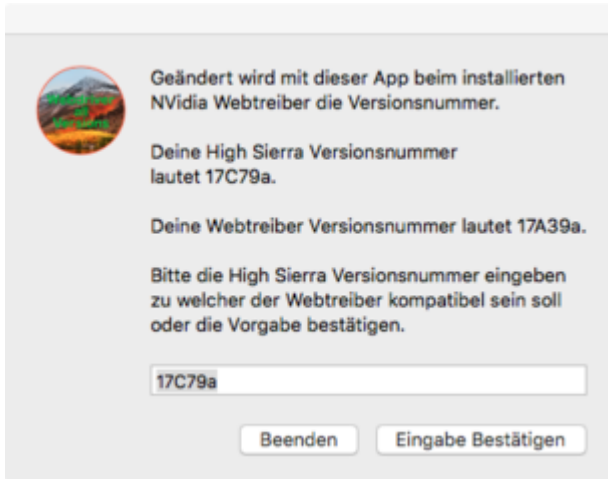 Geändert wird mit dieser App beim installierten
NVidia Webtreiber die Versionsnummer.
Deine High Sierra Versionsnummer
lautet 17C79a.
Deine Webtreiber Versionsnummer lautet 17A39a.
Bitte die High Sierra Versionsnummer eingeben
zu welcher der Webtreiber kompatibel sein soll
oder die Vorgabe bestätigen.
17C79a
Beenden
Eingabe Bestätigen